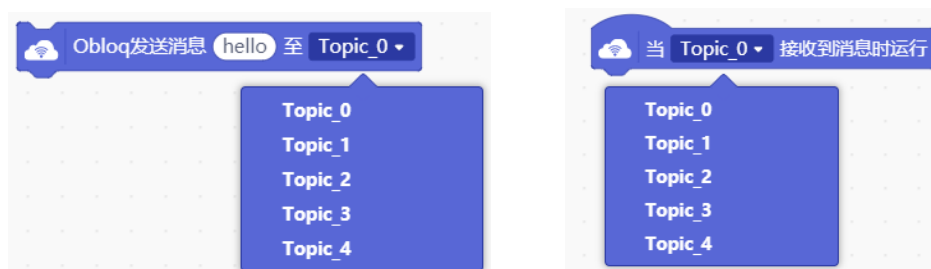 Obloq发送消息 hello 至 Topic_0
Topic_0
Topic_1
Topic_2
Topic_3
Topic_4
当 Topic_0 接收到消息时运行
Topic_0
Topic_1
Topic_2
Topic_3
Topic_4